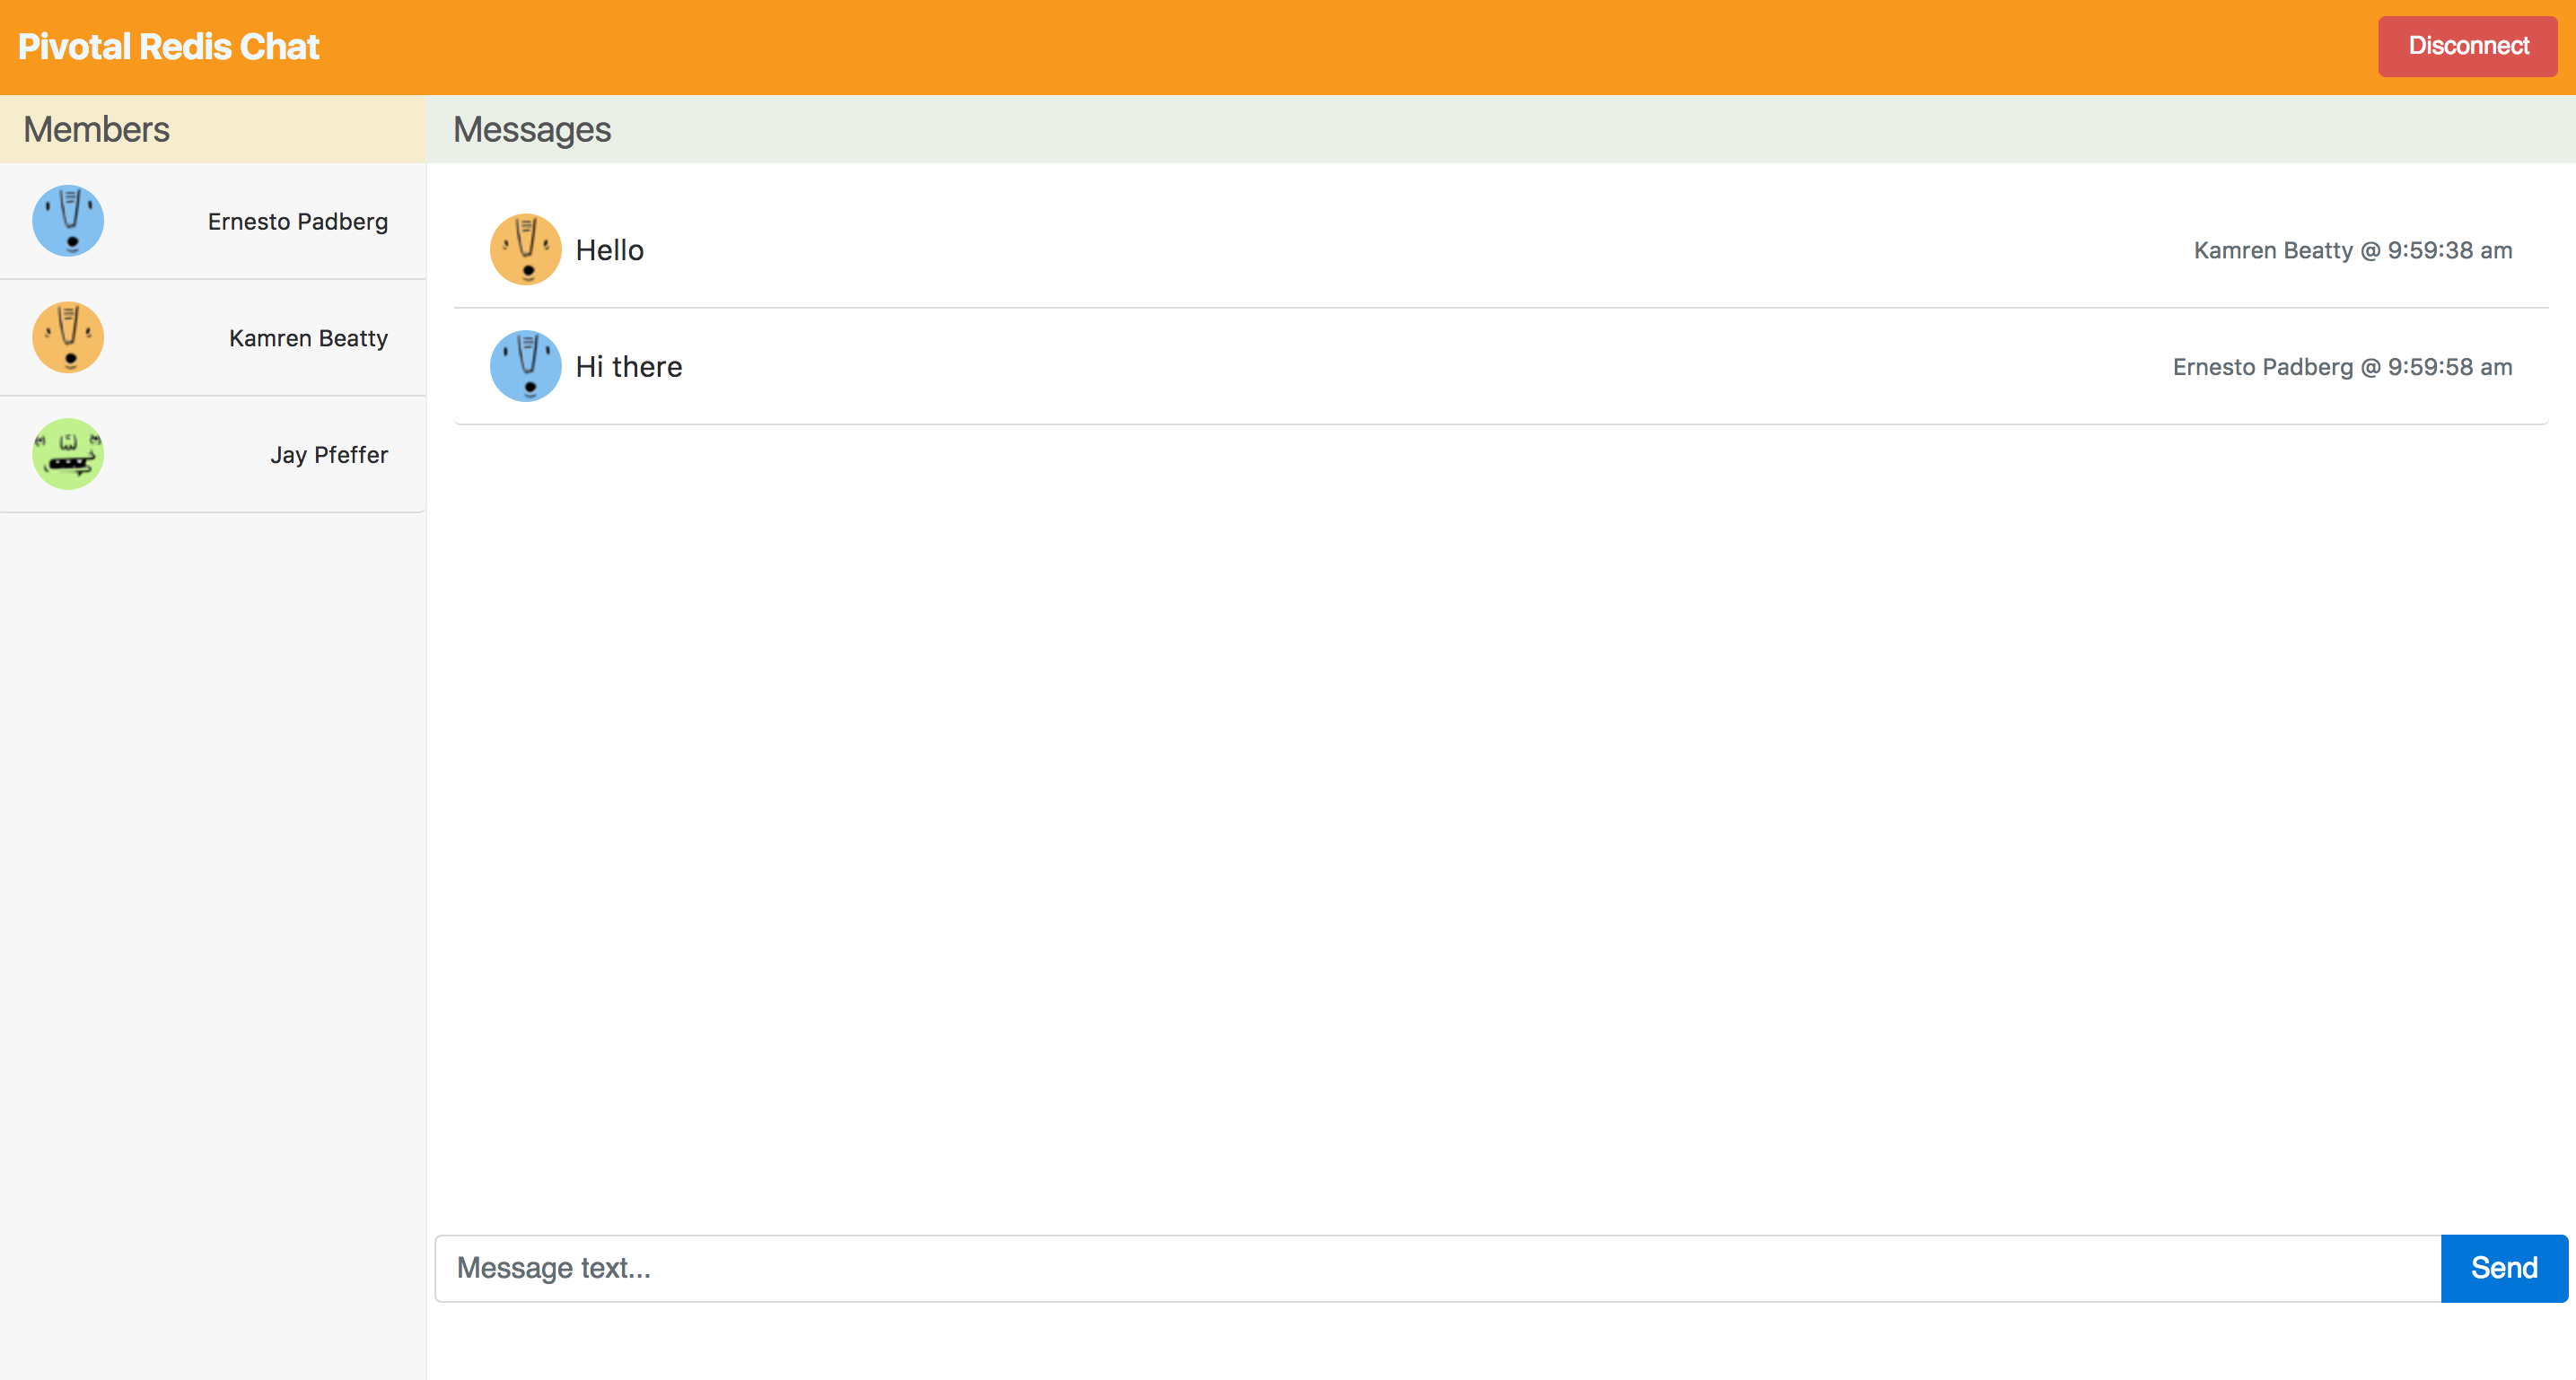 Pivotal Redis Chat
Disconnect
Members
Messages
Ernesto Padberg
Kamren Beatty
Jay Pfeffer
Hello
Kamren Beatty @ 9:59:38 am
Hi there
Ernesto Padberg @ 9:59:58 am
Message text...
Send